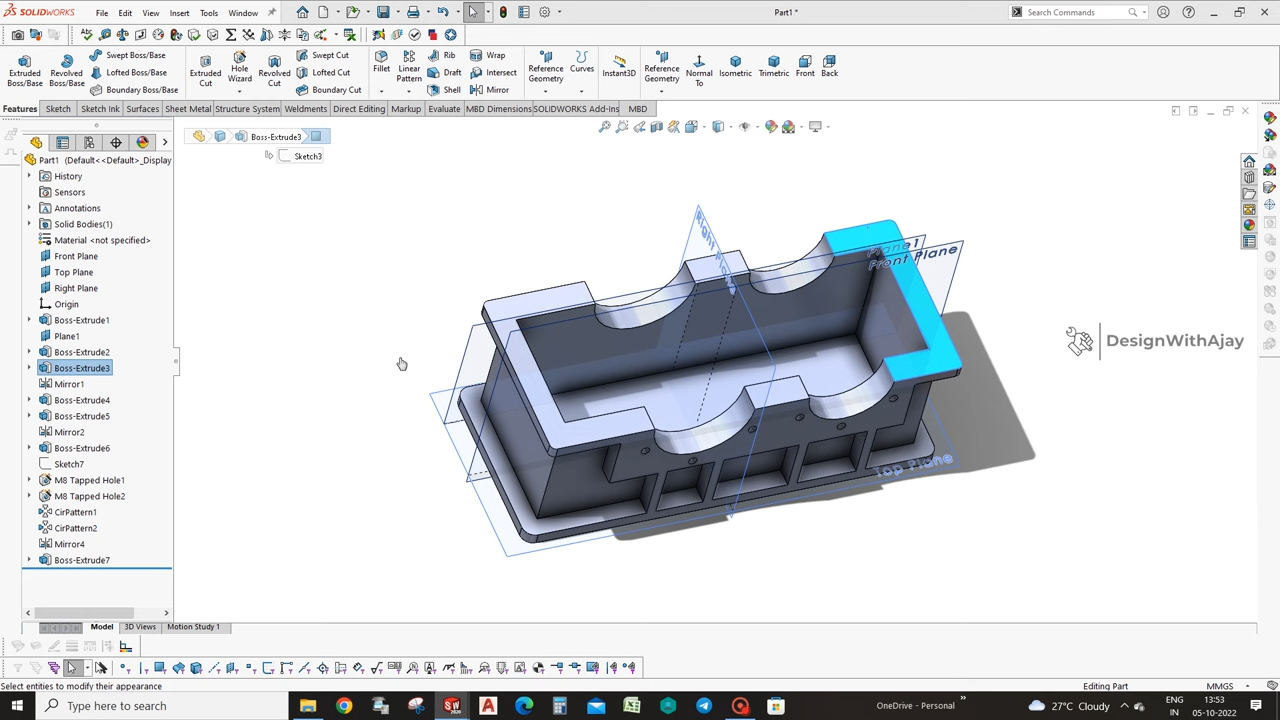 SOLIDWORKS File Edit View Insert Tools Window Part1 * Search Commands
Extruded Boss/Base
Revolved Boss/Base
Swept Boss/Base
Lofted Boss/Base
Boundary Boss/Base
Extruded Cut
Hole Wizard
Revolved Cut
Swept Cut
Lofted Cut
Boundary Cut
Fillet
Linear Pattern
Rib
Draft
Shell
Wrap
Intersect
Mirror
Reference Geometry
Curves
Instant3D
Reference Geometry
Normal To
Isometric
Trimetric
Front
Back
Features Sketch Sketch Ink Surfaces Sheet Metal Structure System Weldments Direct Editing Markup Evaluate MBD Dimensions SOLIDWORKS Add-Ins MBD
Boss-Extrude3
Sketch3
Part1 (Default<<Default>_Display
History
Sensors
Annotations
Solid Bodies(1)
Material <not specified>
Front Plane
Top Plane
Right Plane
Origin
Boss-Extrude1
Plane1
Boss-Extrude2
Boss-Extrude3
Mirror1
Boss-Extrude4
Boss-Extrude5
Mirror2
Boss-Extrude6
Sketch7
M8 Tapped Hole1
M8 Tapped Hole2
CirPattern1
CirPattern2
Mirror4
Boss-Extrude7
Right Plane
Plane1
Front Plane
Top Plane
DesignWithAjay
Model 3D Views Motion Study 1
Select entities to modify their appearance Editing Part MMGS
Type here to search
OneDrive - Personal
27°C Cloudy
ENG
IN
13:53
05-10-2022